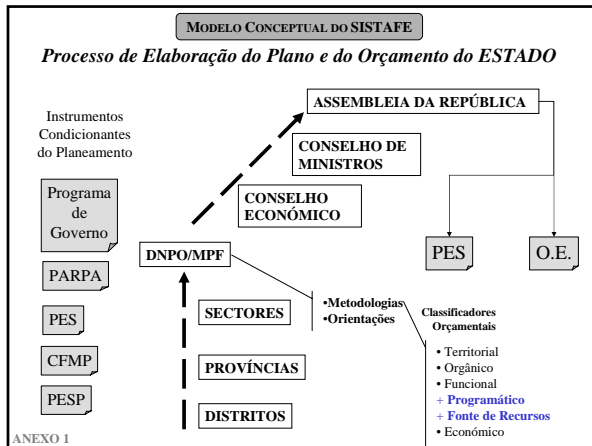 MODELO CONCEPTUAL DO SISTAFE
Processo de Elaboração do Plano e do Orçamento do ESTADO
Instrumentos
Condicionantes
do Planeamento
Programa
de
Governo
PARPA
PES
CFMP
PESP
ASSEMBLEIA DA REPÚBLICA
CONSELHO DE
MINISTROS
CONSELHO
ECONÓMICO
DNPO/MPF
SECTORES
PROVÍNCIAS
DISTRITOS
•Metodologias
•Orientações
PES
O.E.
Classificadores
Orçamentais
• Territorial
• Orgânico
• Funcional
+ Programático
+ Fonte de Recursos
• Económico
ANEXO 1